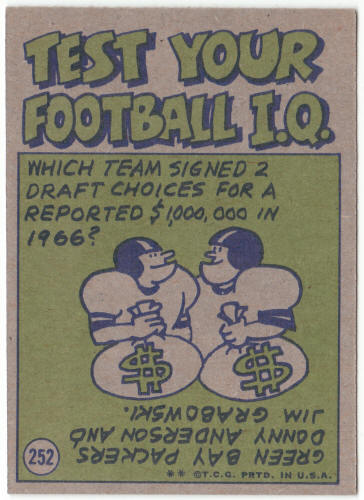 TEST YOUR
FOOTBALL I.Q.
WHICH TEAM SIGNED 2
DRAFT CHOICES FOR A
REPORTED $1,000,000 IN
1966?
$ $
GREEN BAY PACKERS
DONNY ANDERSON AND
JIM GRABOWSKI.
252
** ©T.C.G. PRTD. IN U.S.A.